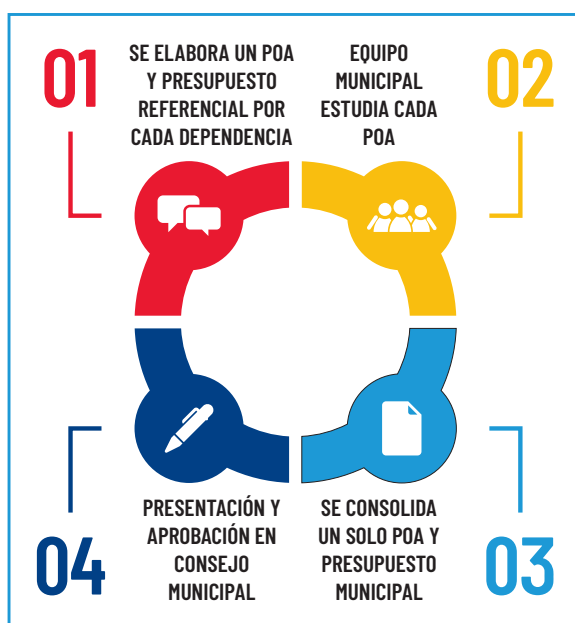 01
SE ELABORA UN POA
Y PRESUPUESTO
REFERENCIAL POR
CADA DEPENDENCIA
EQUIPO
MUNICIPAL
ESTUDIA CADA
POA
02
04
PRESENTACIÓN Y
APROBACIÓN EN
CONSEJO
MUNICIPAL
SE CONSOLIDA
UN SOLO POA Y
PRESUPUESTO
MUNICIPAL
03